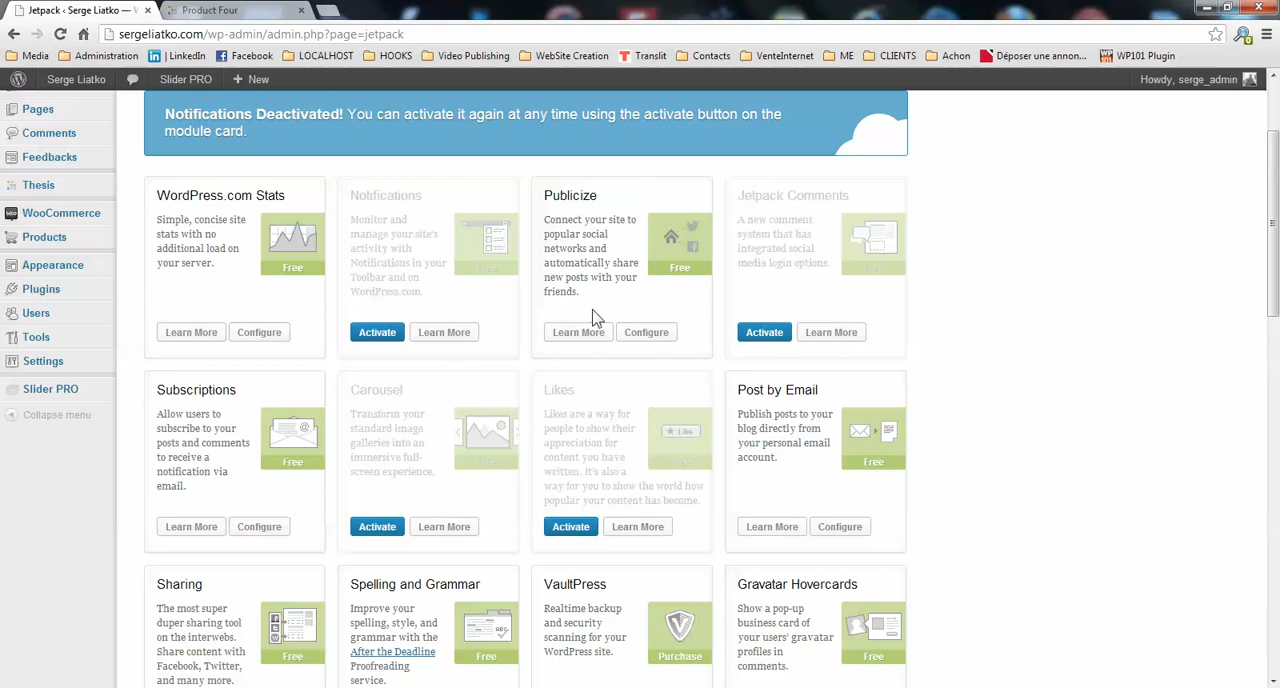 Jetpack ‹ Serge Liatko — W
Product Four
sergeliatko.com/wp-admin/admin.php?page=jetpack
Media
Administration
LinkedIn
Facebook
LOCALHOST
HOOKS
Video Publishing
WebSite Creation
Translit
Contacts
VenteInternet
ME
CLIENTS
Achon
Déposer une annon...
WP101 Plugin
Serge Liatko
Slider PRO
+ New
Howdy, serge_admin
Pages
Comments
Feedbacks
Thesis
WooCommerce
Products
Appearance
Plugins
Users
Tools
Settings
Slider PRO
Collapse menu
Notifications Deactivated! You can activate it again at any time using the activate button on the
module card.
WordPress.com Stats
Simple, concise site
stats with no
additional load on
your server.
Free
Learn More
Configure
Notifications
Monitor and
manage your site's
activity with
Notifications in your
Toolbar and on
WordPress.com.
Free
Activate
Learn More
Publicize
Connect your site to
popular social
networks and
automatically share
new posts with your
friends.
Free
Learn More
Configure
Jetpack Comments
A new comment
system that has
integrated social
media login options.
Free
Activate
Learn More
Subscriptions
Allow users to
subscribe to your
posts and comments
to receive a
notification via
email.
Free
Learn More
Configure
Carousel
Transform your
standard image
galleries into an
immersive full-
screen experience.
Free
Activate
Learn More
Likes
Likes are a way for
people to show their
appreciation for
content you have
written. It's also a
way for you to show the world how
popular your content has become.
Like
Free
Activate
Learn More
Post by Email
Publish posts to your
blog directly from
your personal email
account.
Free
Learn More
Configure
Sharing
The most super
duper sharing tool
on the interwebs.
Share content with
Facebook, Twitter,
and many more.
Free
Spelling and Grammar
Improve your
spelling, style, and
grammar with the
After the Deadline
Proofreading
service.
ABC
Free
VaultPress
Realtime backup
and security
scanning for your
WordPress site.
Purchase
Gravatar Hovercards
Show a pop-up
business card of
your users' gravatar
profiles in
comments.
Free